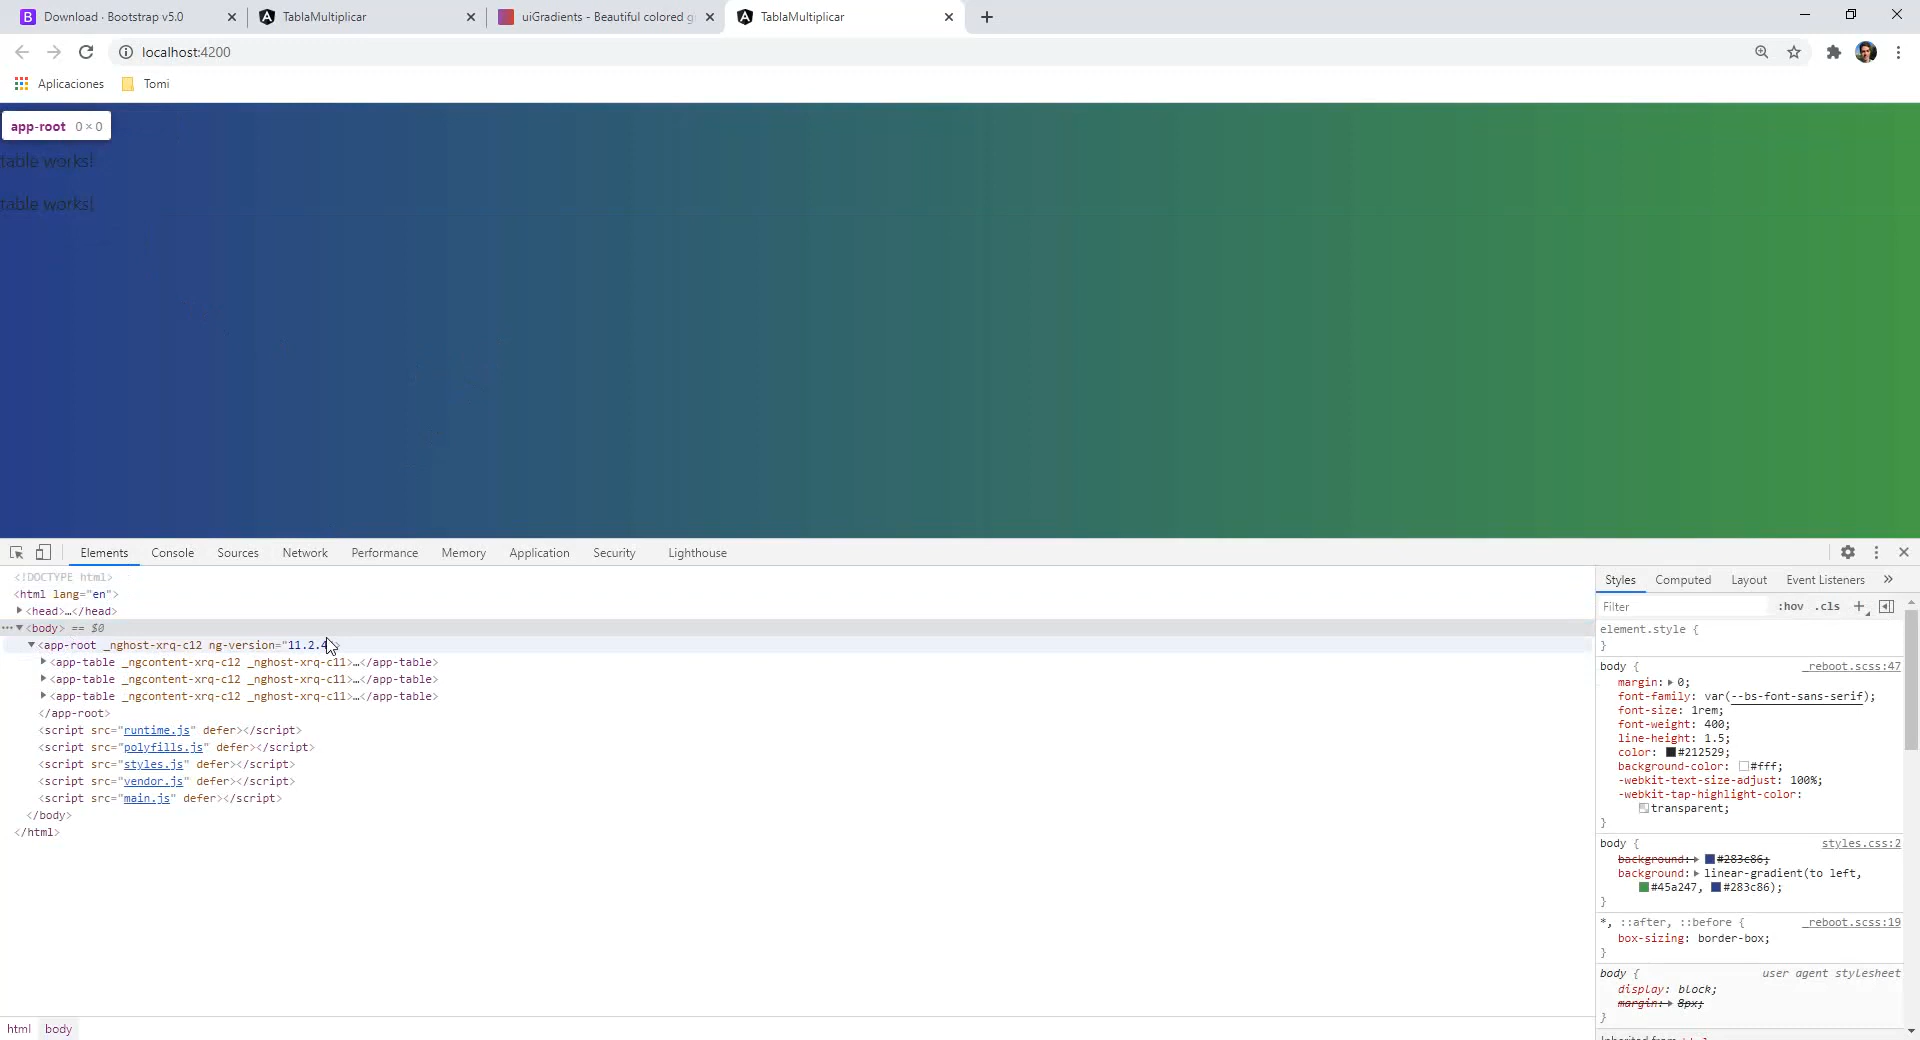 Download · Bootstrap v5.0
TablaMultiplicar
uiGradients - Beautiful colored g
TablaMultiplicar
localhost:4200
Aplicaciones
Tomi
app-root 0 × 0
table works!
table works!
Elements Console Sources Network Performance Memory Application Security Lighthouse
<!DOCTYPE html>
<html lang="en">
<head>…</head>
<body> == $0
<app-root _nghost-xrq-c12 ng-version="11.2.4
<app-table _ngcontent-xrq-c12 _nghost-xrq-c11>…</app-table>
<app-table _ngcontent-xrq-c12 _nghost-xrq-c11>…</app-table>
<app-table _ngcontent-xrq-c12 _nghost-xrq-c11>…</app-table>
</app-root>
<script src="runtime.js" defer></script>
<script src="polyfills.js" defer></script>
<script src="styles.js" defer></script>
<script src="vendor.js" defer></script>
<script src="main.js" defer></script>
</body>
</html>
html body
Styles Computed Layout Event Listeners »
Filter :hov .cls +
element.style {
}
body { _reboot.scss:47
margin: 0;
font-family: var(--bs-font-sans-serif);
font-size: 1rem;
font-weight: 400;
line-height: 1.5;
color: #212529;
background-color: #fff;
-webkit-text-size-adjust: 100%;
-webkit-tap-highlight-color:
transparent;
}
body { styles.css:2
background: #283c86;
background: linear-gradient(to left,
#45a247, #283c86);
}
*, ::after, ::before { _reboot.scss:19
box-sizing: border-box;
}
body { user agent stylesheet
display: block;
margin: 8px;
}